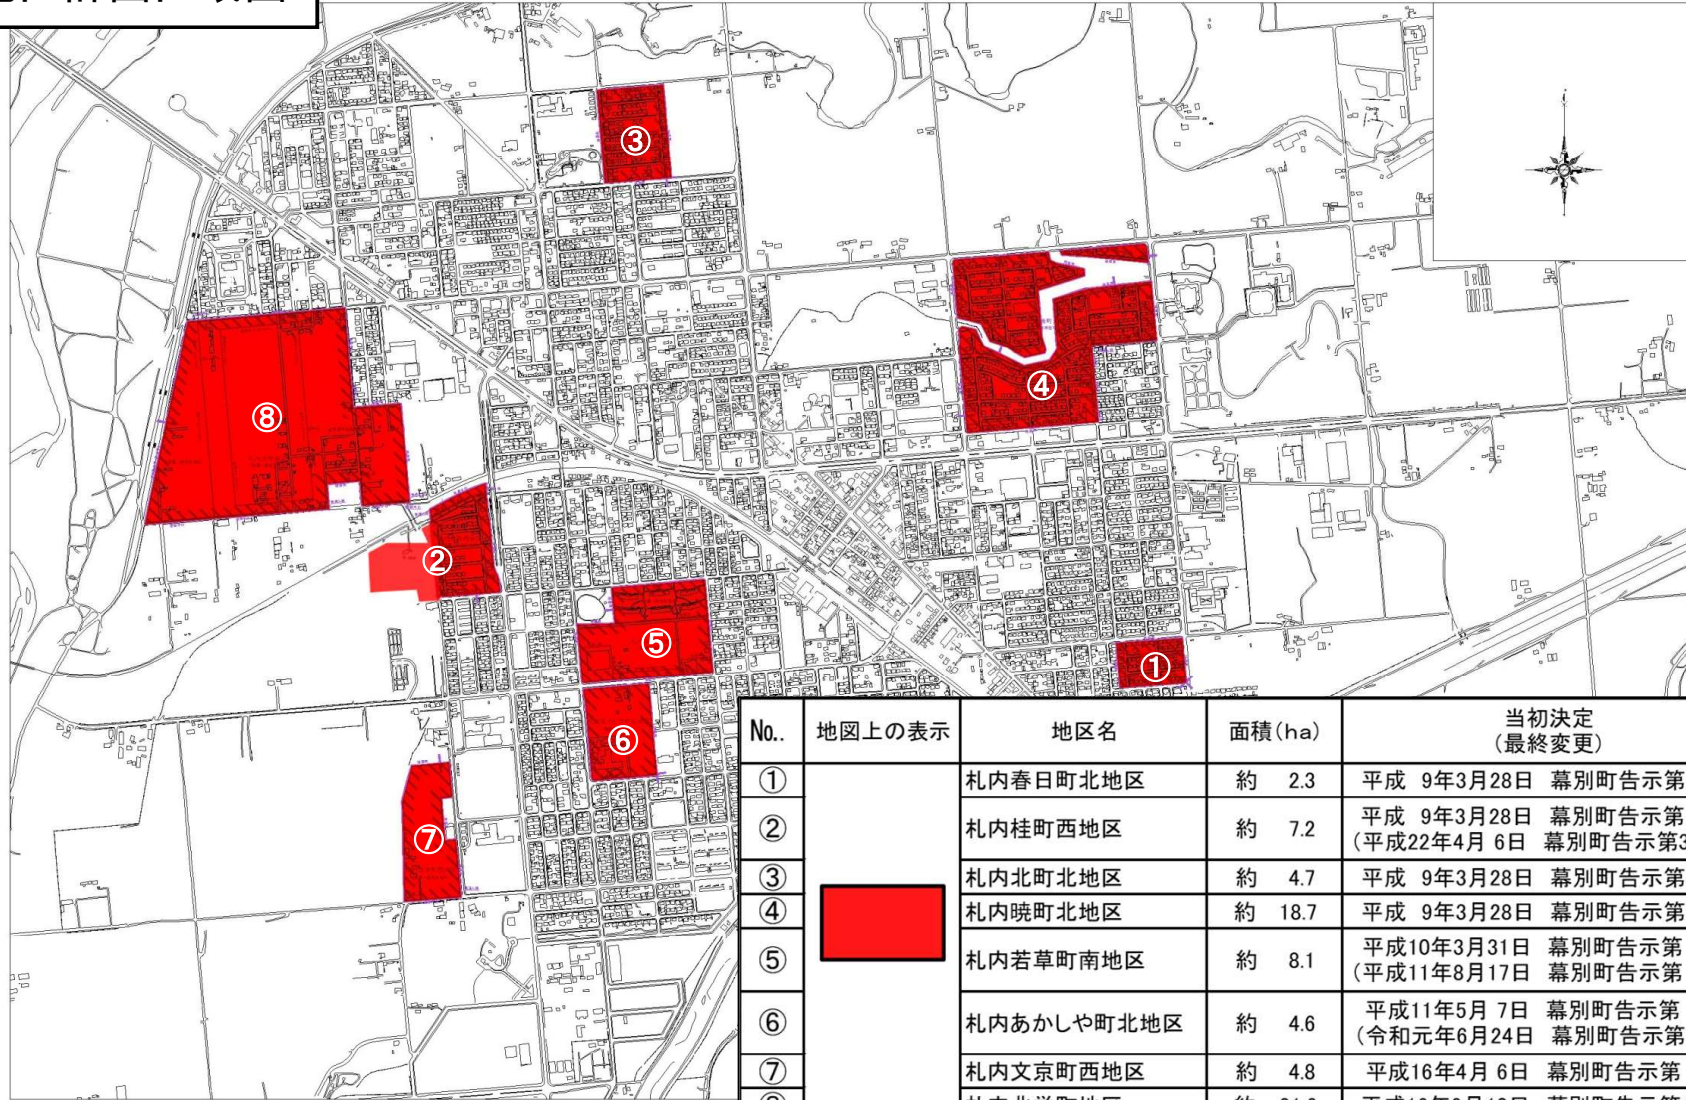 ③
④
⑧
②
⑤
①
⑥
⑦
No.. 地図上の表示 地区名 面積(ha) 当初決定
(最終変更)
① 札内春日町北地区 約 2.3 平成 9年3月28日 幕別町告示第
② 札内桂町西地区 約 7.2 平成 9年3月28日 幕別町告示第
(平成22年4月 6日 幕別町告示第3
③ 札内北町北地区 約 4.7 平成 9年3月28日 幕別町告示第
④ 札内暁町北地区 約 18.7 平成 9年3月28日 幕別町告示第
⑤ 札内若草町南地区 約 8.1 平成10年3月31日 幕別町告示第
(平成11年8月17日 幕別町告示第
⑥ 札内あかしや町北地区 約 4.6 平成11年5月 7日 幕別町告示第
(令和元年6月24日 幕別町告示第
⑦ 札内文京町西地区 約 4.8 平成16年4月 6日 幕別町告示第